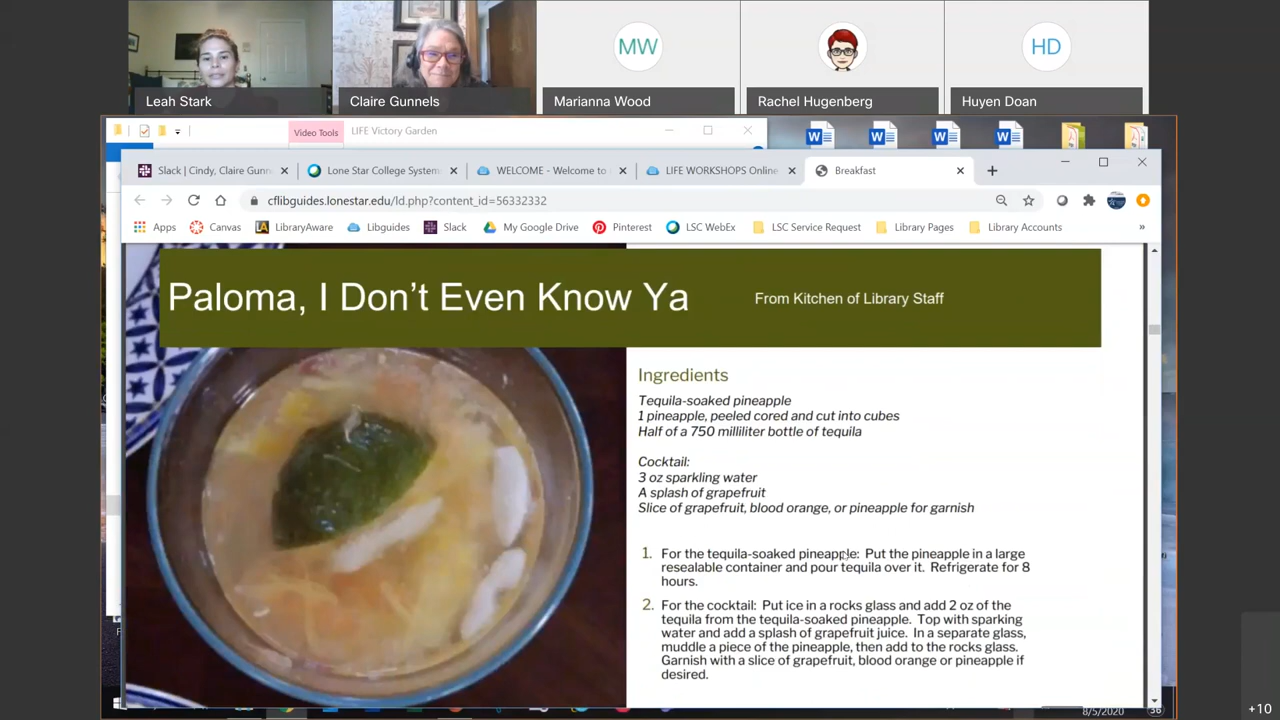 MW
HD
Leah Stark
Claire Gunnels
Marianna Wood
Rachel Hugenberg
Huyen Doan
Video Tools
LIFE Victory Garden
Slack | Cindy, Claire Gunn
Lone Star College System
WELCOME - Welcome to
LIFE WORKSHOPS Online
Breakfast
cflibguides.lonestar.edu/ld.php?content_id=56332332
Apps
Canvas
LibraryAware
Libguides
Slack
My Google Drive
Pinterest
LSC WebEx
LSC Service Request
Library Pages
Library Accounts
»
Paloma, I Don't Even Know Ya
From Kitchen of Library Staff
Ingredients
Tequila-soaked pineapple
1 pineapple, peeled cored and cut into cubes
Half of a 750 milliliter bottle of tequila
Cocktail:
3 oz sparkling water
A splash of grapefruit
Slice of grapefruit, blood orange, or pineapple for garnish
1. For the tequila-soaked pineapple: Put the pineapple in a large
resealable container and pour tequila over it. Refrigerate for 8
hours.
2. For the cocktail: Put ice in a rocks glass and add 2 oz of the
tequila from the tequila-soaked pineapple. Top with sparkling
water and add a splash of grapefruit juice. In a separate glass,
muddle a piece of the pineapple, then add to the rocks glass.
Garnish with a slice of grapefruit, blood orange or pineapple if
desired.
8/5/2020
36
+10